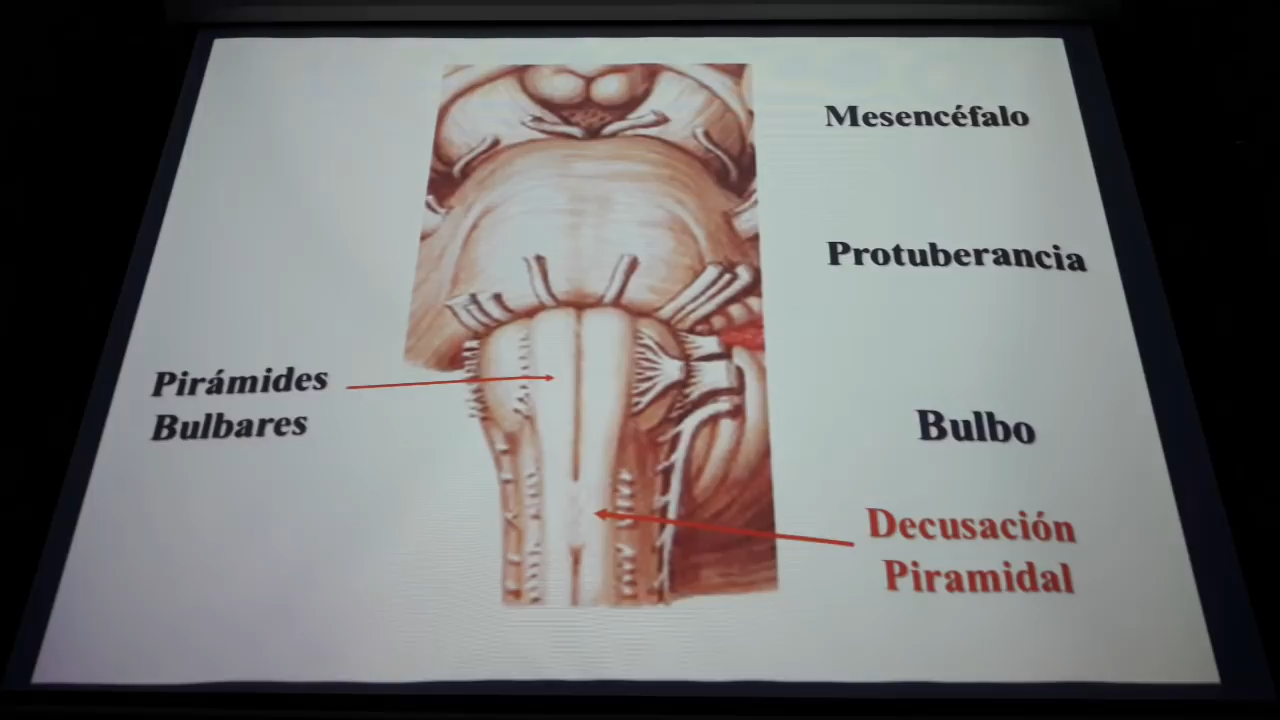 Mesencéfalo
Protuberancia
Pirámides
Bulbares
Bulbo
Decusación
Piramidal